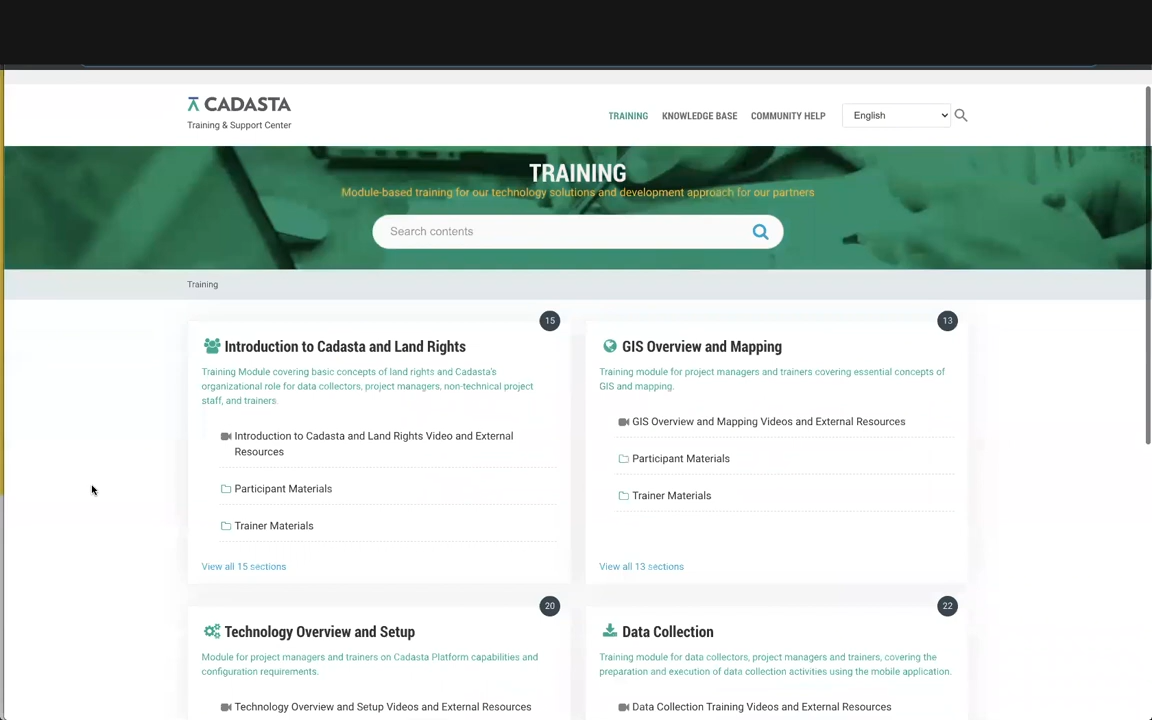 CADASTA
Training & Support Center
TRAINING
KNOWLEDGE BASE
COMMUNITY HELP
English
TRAINING
Module-based training for our technology solutions and development approach for our partners
Search contents
Training
15
Introduction to Cadasta and Land Rights
Training Module covering basic concepts of land rights and Cadasta's
organizational role for data collectors, project managers, non-technical project
staff, and trainers.
Introduction to Cadasta and Land Rights Video and External
Resources
Participant Materials
Trainer Materials
View all 15 sections
13
GIS Overview and Mapping
Training module for project managers and trainers covering essential concepts of
GIS and mapping.
GIS Overview and Mapping Videos and External Resources
Participant Materials
Trainer Materials
View all 13 sections
20
Technology Overview and Setup
Module for project managers and trainers on Cadasta Platform capabilities and
configuration requirements.
Technology Overview and Setup Videos and External Resources
22
Data Collection
Training module for data collectors, project managers and trainers, covering the
preparation and execution of data collection activities using the mobile application.
Data Collection Training Videos and External Resources